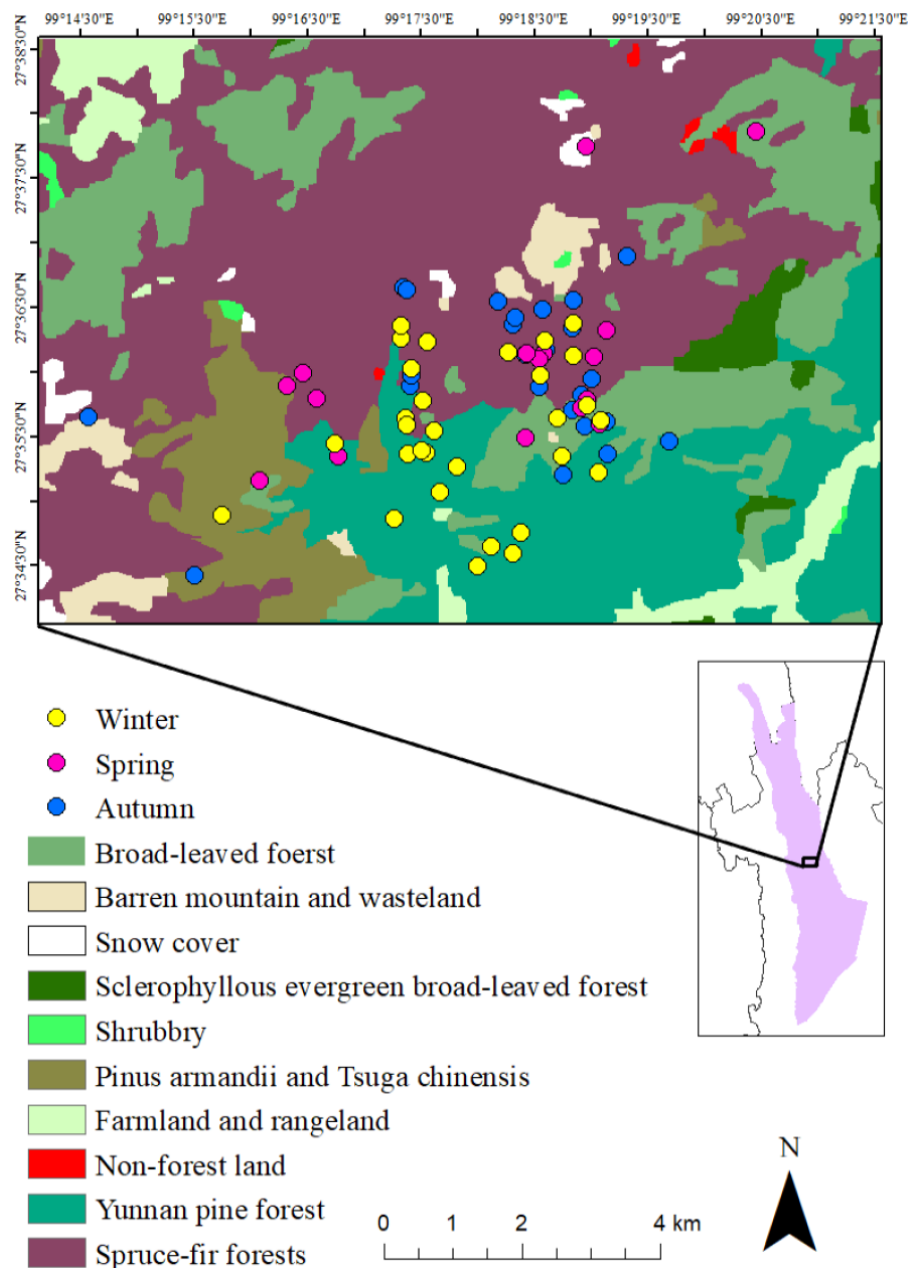 99°14'30"E 99°15'30"E 99°16'30"E 99°17'30"E 99°18'30"E 99°19'30"E 99°20'30"E 99°21'30"E
27°38'30"N
27°37'30"N
27°36'30"N
27°35'30"N
27°34'30"N
Winter
Spring
Autumn
Broad-leaved foerst
Barren mountain and wasteland
Snow cover
Sclerophyllous evergreen broad-leaved forest
Shrubbry
Pinus armandii and Tsuga chinensis
Farmland and rangeland
Non-forest land
Yunnan pine forest
Spruce-fir forests
N
0 1 2 4 km